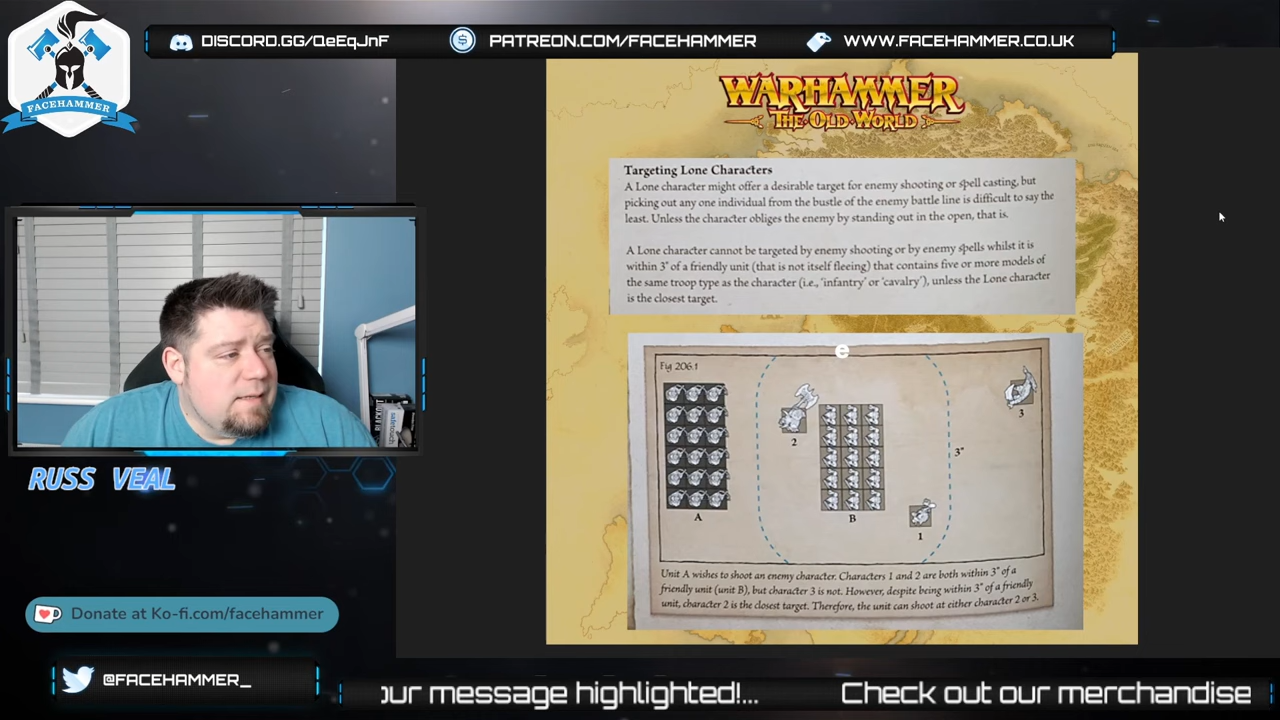 DISCORD.GG/QeEqJnF
PATREON.COM/FACEHAMMER
WWW.FACEHAMMER.CO.UK
FACEHAMMER
WARHAMMER
THE OLD WORLD
Targeting Lone Characters
A Lone character might offer a desirable target for enemy shooting or spell casting, but
picking out any one individual from the bustle of the enemy battle line is difficult to say the
least. Unless the character obliges the enemy by standing out in the open, that is.
A Lone character cannot be targeted by enemy shooting or by enemy spells whilst it is
within 3" of a friendly unit (that is not itself fleeing) that contains five or more models of
the same troop type as the character (i.e., 'infantry' or 'cavalry'), unless the Lone character
is the closest target.
e
Fig 206.1
2
3
3"
A
B
1
Unit A wishes to shoot an enemy character. Characters 1 and 2 are both within 3" of a
friendly unit (unit B), but character 3 is not. However, despite being within 3" of a friendly
unit, character 2 is the closest target. Therefore, the unit can shoot at either character 2 or 3.
RUSS VEAL
Donate at Ko-fi.com/facehammer
@FACEHAMMER_
our message highlighted!... Check out our merchandise